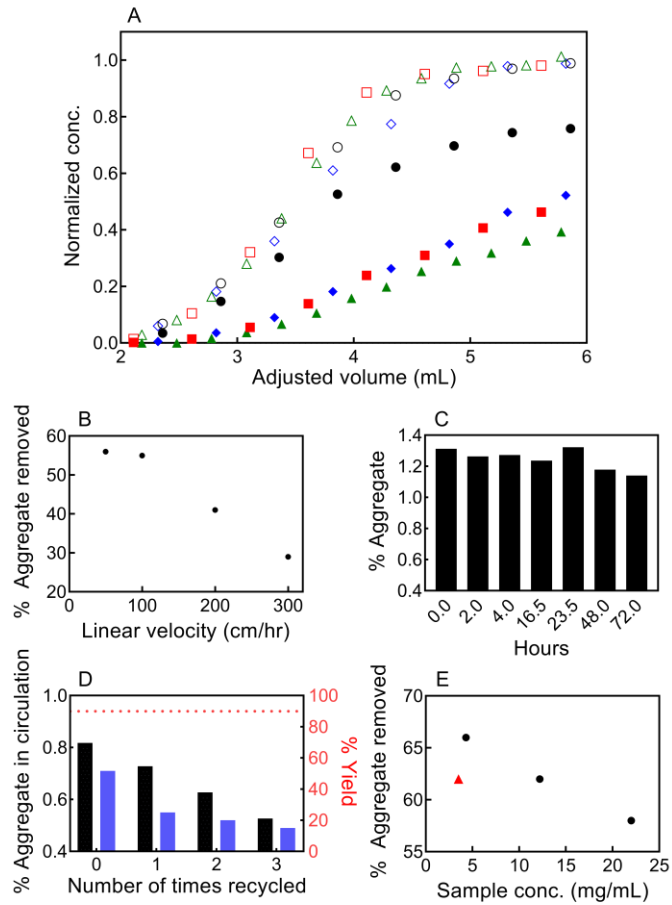 A
Normalized conc.
1.0
0.8
0.6
0.4
0.2
0.0
2 3 4 5 6
Adjusted volume (mL)
B
% Aggregate removed
60
50
40
30
20
0 100 200 300
Linear velocity (cm/hr)
C
% Aggregate
1.4
1.2
1.0
0.8
0.6
0.4
0.0 2.0 4.0 16.5 23.5 48.0 72.0
Hours
D
% Aggregate in circulation
1.0
0.8
0.6
0.4
% Yield
100
80
60
40
20
0
0 1 2 3
Number of times recycled
E
% Aggregate removed
70
65
62
55
0 5 10 15 20 25
Sample conc. (mg/mL)